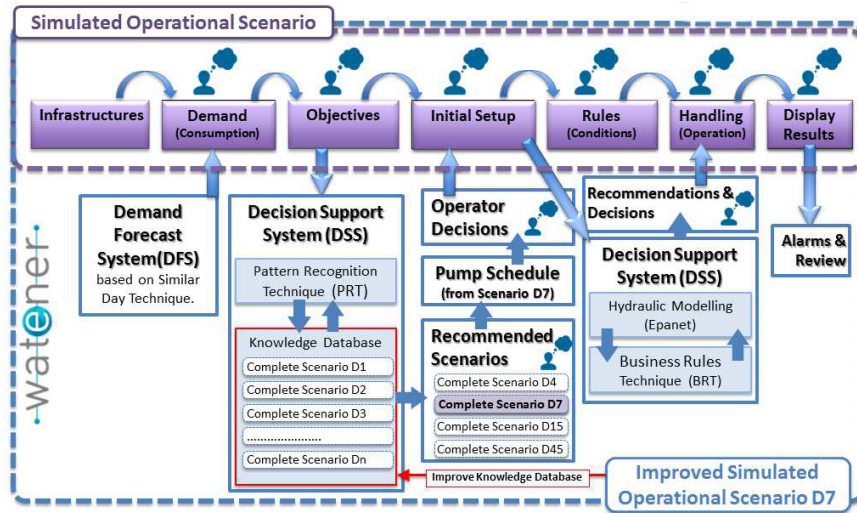 Simulated Operational Scenario
Infrastructures
Demand
(Consumption)
Objectives
Initial Setup
Rules
(Conditions)
Handling
(Operation)
Display
Results
Demand
Forecast
System(DFS)
based on Similar
Day Technique.
Decision Support
System (DSS)
Pattern Recognition
Technique (PRT)
Knowledge Database
Complete Scenario D1
Complete Scenario D2
Complete Scenario D3
......................
Complete Scenario Dn
Operator
Decisions
Pump Schedule
(from Scenario D7)
Recommended
Scenarios
Complete Scenario D4
Complete Scenario D7
Complete Scenario D15
Complete Scenario D45
Recommendations &
Decisions
Decision Support
System (DSS)
Hydraulic Modelling
(Epanet)
Business Rules
Technique (BRT)
Alarms &
Review
watener
Improve Knowledge Database
Improved Simulated
Operational Scenario D7